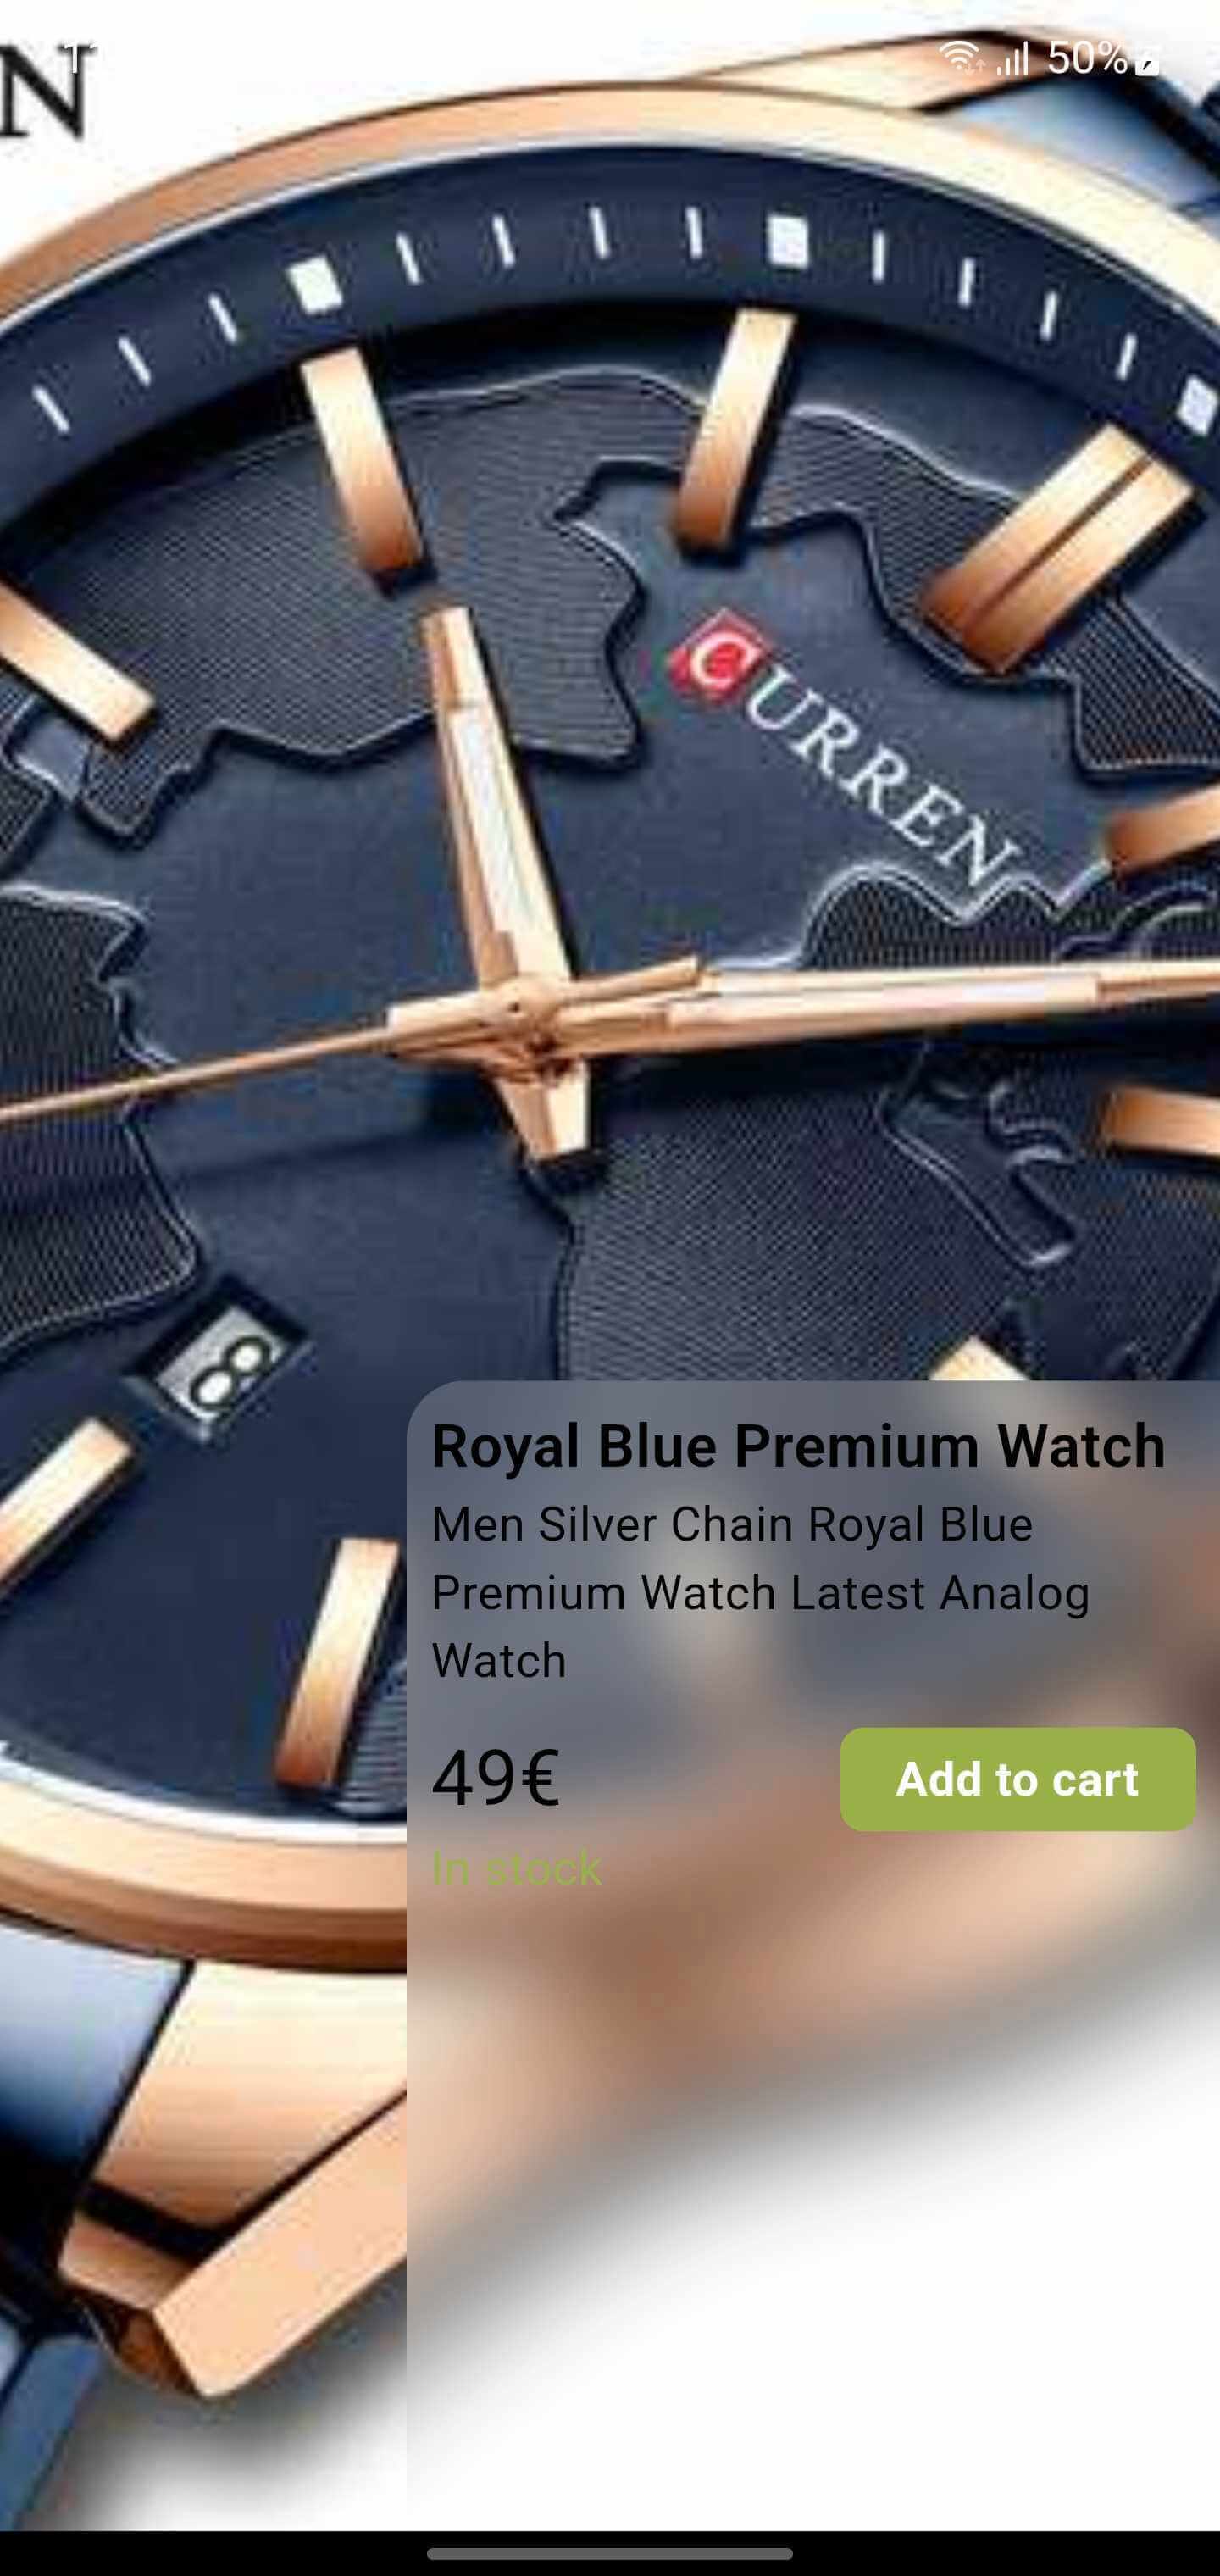 50%
N
CURREN
8
Royal Blue Premium Watch
Men Silver Chain Royal Blue
Premium Watch Latest Analog
Watch
49€
Add to cart
In stock